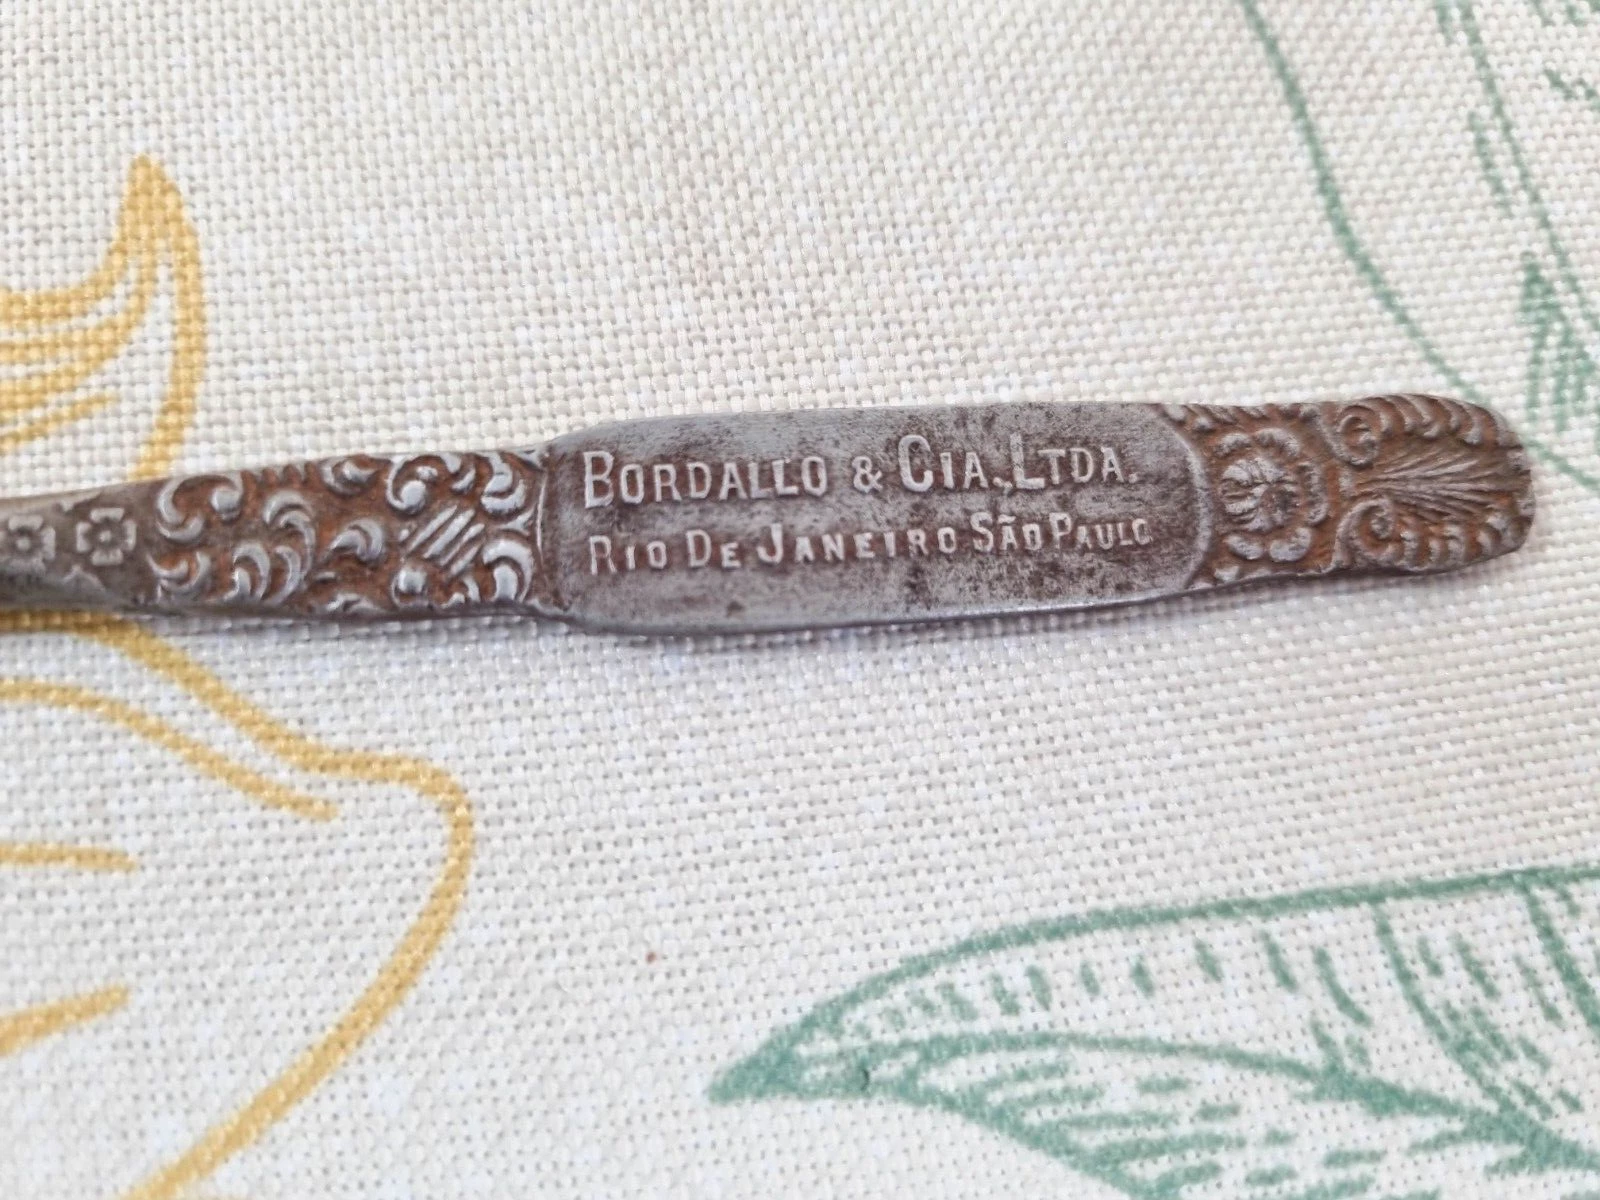 BORDALLO & CIA. LTDA.
RIO DE JANEIRO SÃO PAULO